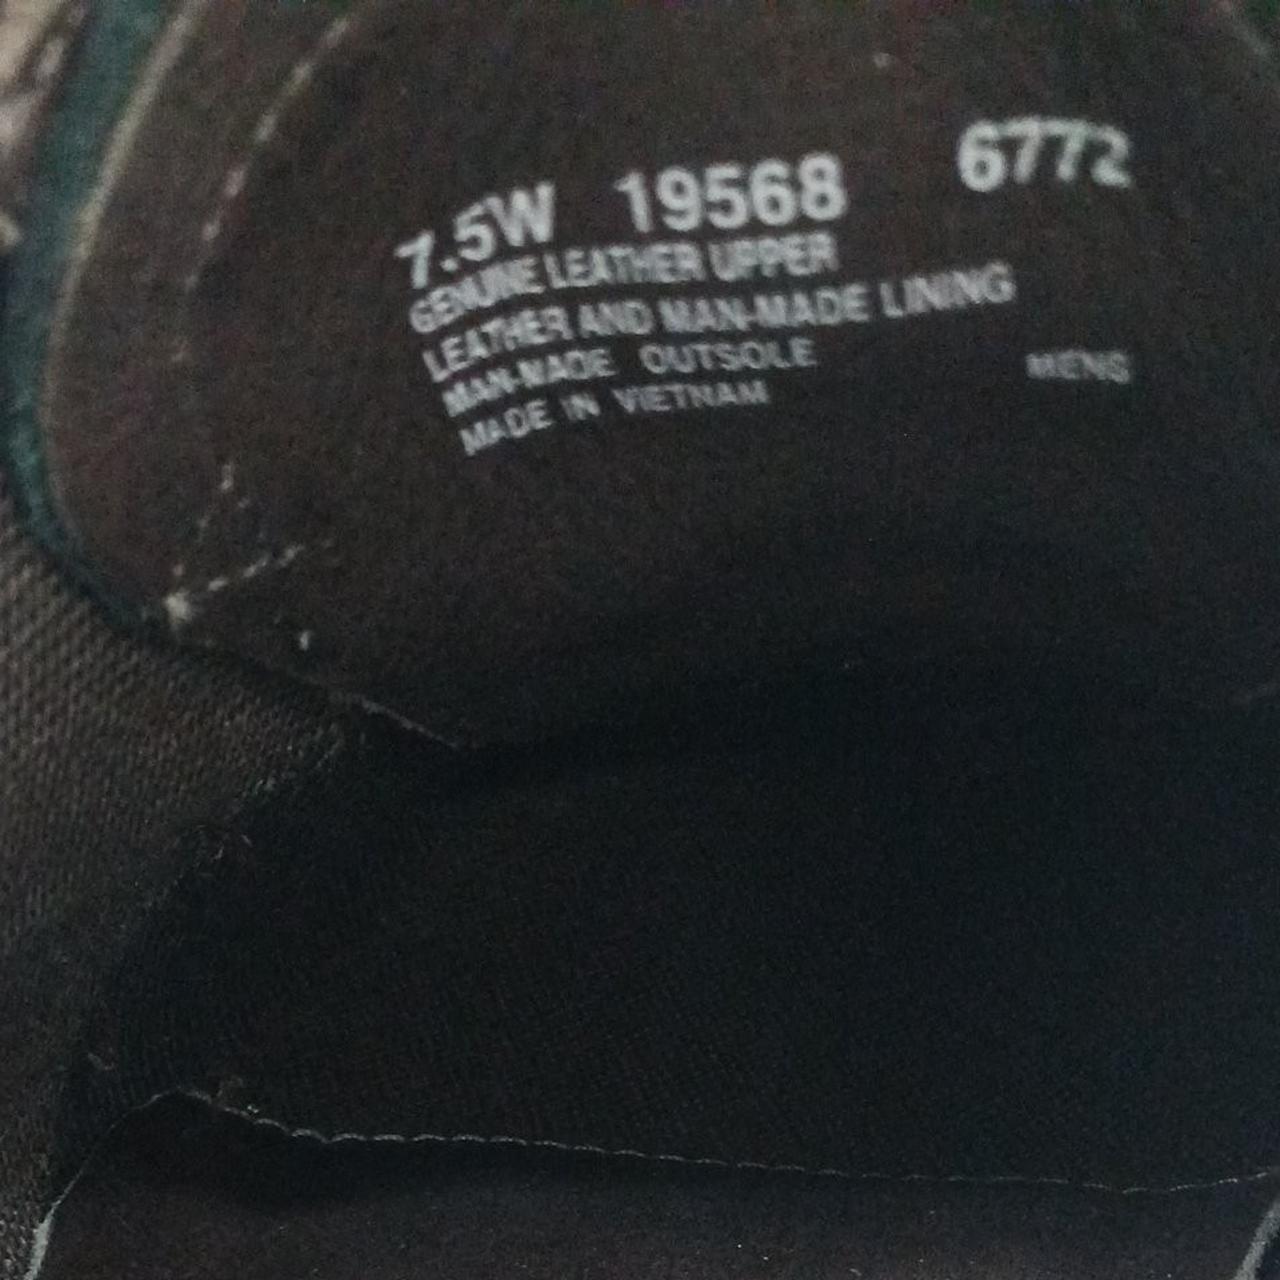 7.5W 19568 6772
GENUINE LEATHER UPPER
LEATHER AND MAN-MADE LINING
MAN-MADE OUTSOLE MENS
MADE IN VIETNAM